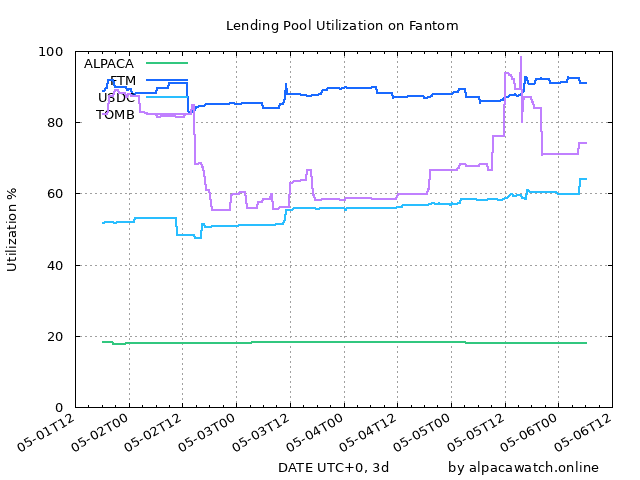 Lending Pool Utilization on Fantom
ALPACA
FTM
USDC
TOMB
Utilization %
100
80
60
40
20
0
05-01T12
05-02T00
05-02T12
05-03T00
05-03T12
05-04T00
05-04T12
05-05T00
05-05T12
05-06T00
05-06T12
DATE UTC+0, 3d
by alpacawatch.online